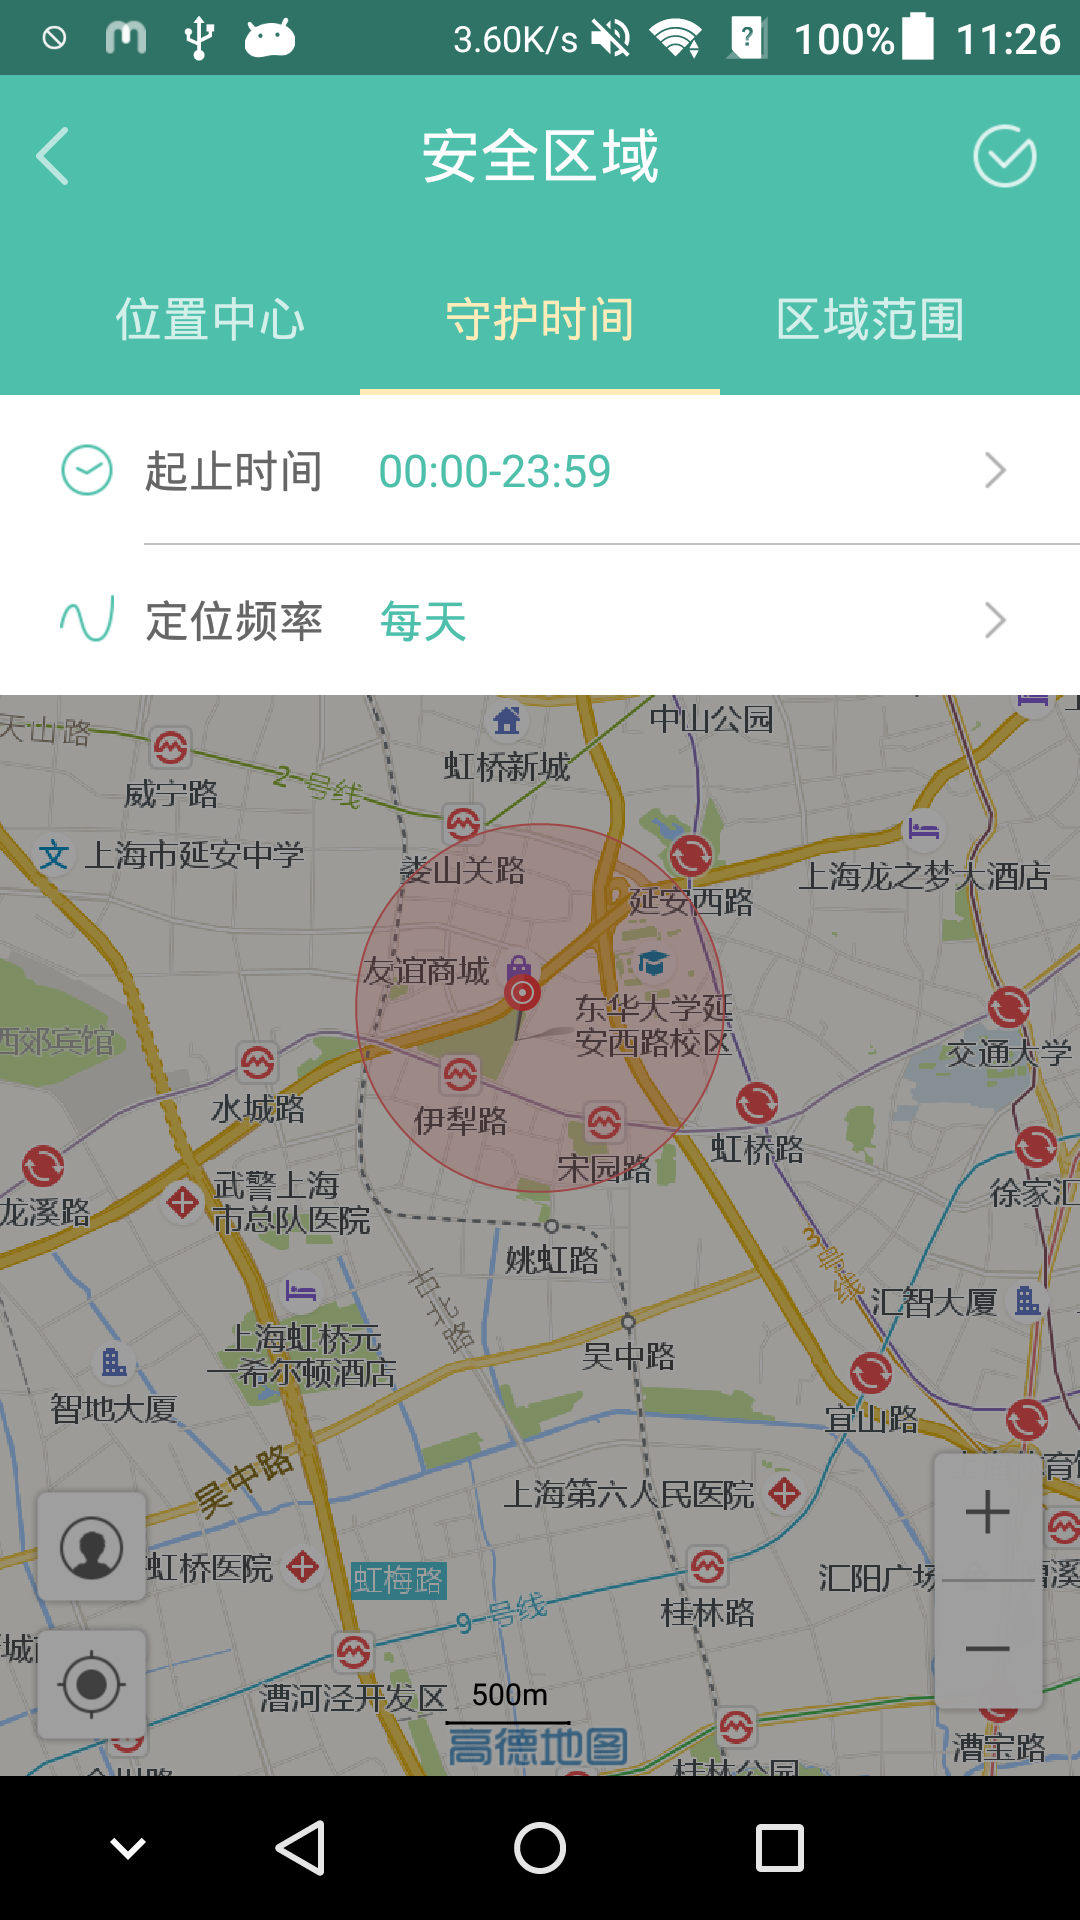 3.60K/s
100%
11:26
安全区域
位置中心
守护时间
区域范围
起止时间
00:00-23:59
定位频率
每天
天山路
中山公园
虹桥新城
威宁路
2号线
上海市延安中学
娄山关路
上海龙之梦大酒店
延安西路
友谊商城
东华大学延
安西路校区
西郊宾馆
交通大学
水城路
伊犁路
虹桥路
宋园路
武警上海
市总队医院
龙溪路
徐家汇
姚虹路
3号线
古北路
汇智大厦
上海虹桥元
一希尔顿酒店
吴中路
智地大厦
宜山路
吴中路
上海第六人民医院
虹桥医院
虹梅路
汇阳广场
9号线
桂林路
漕河泾开发区
500m
高德地图
漕宝路
桂林公园